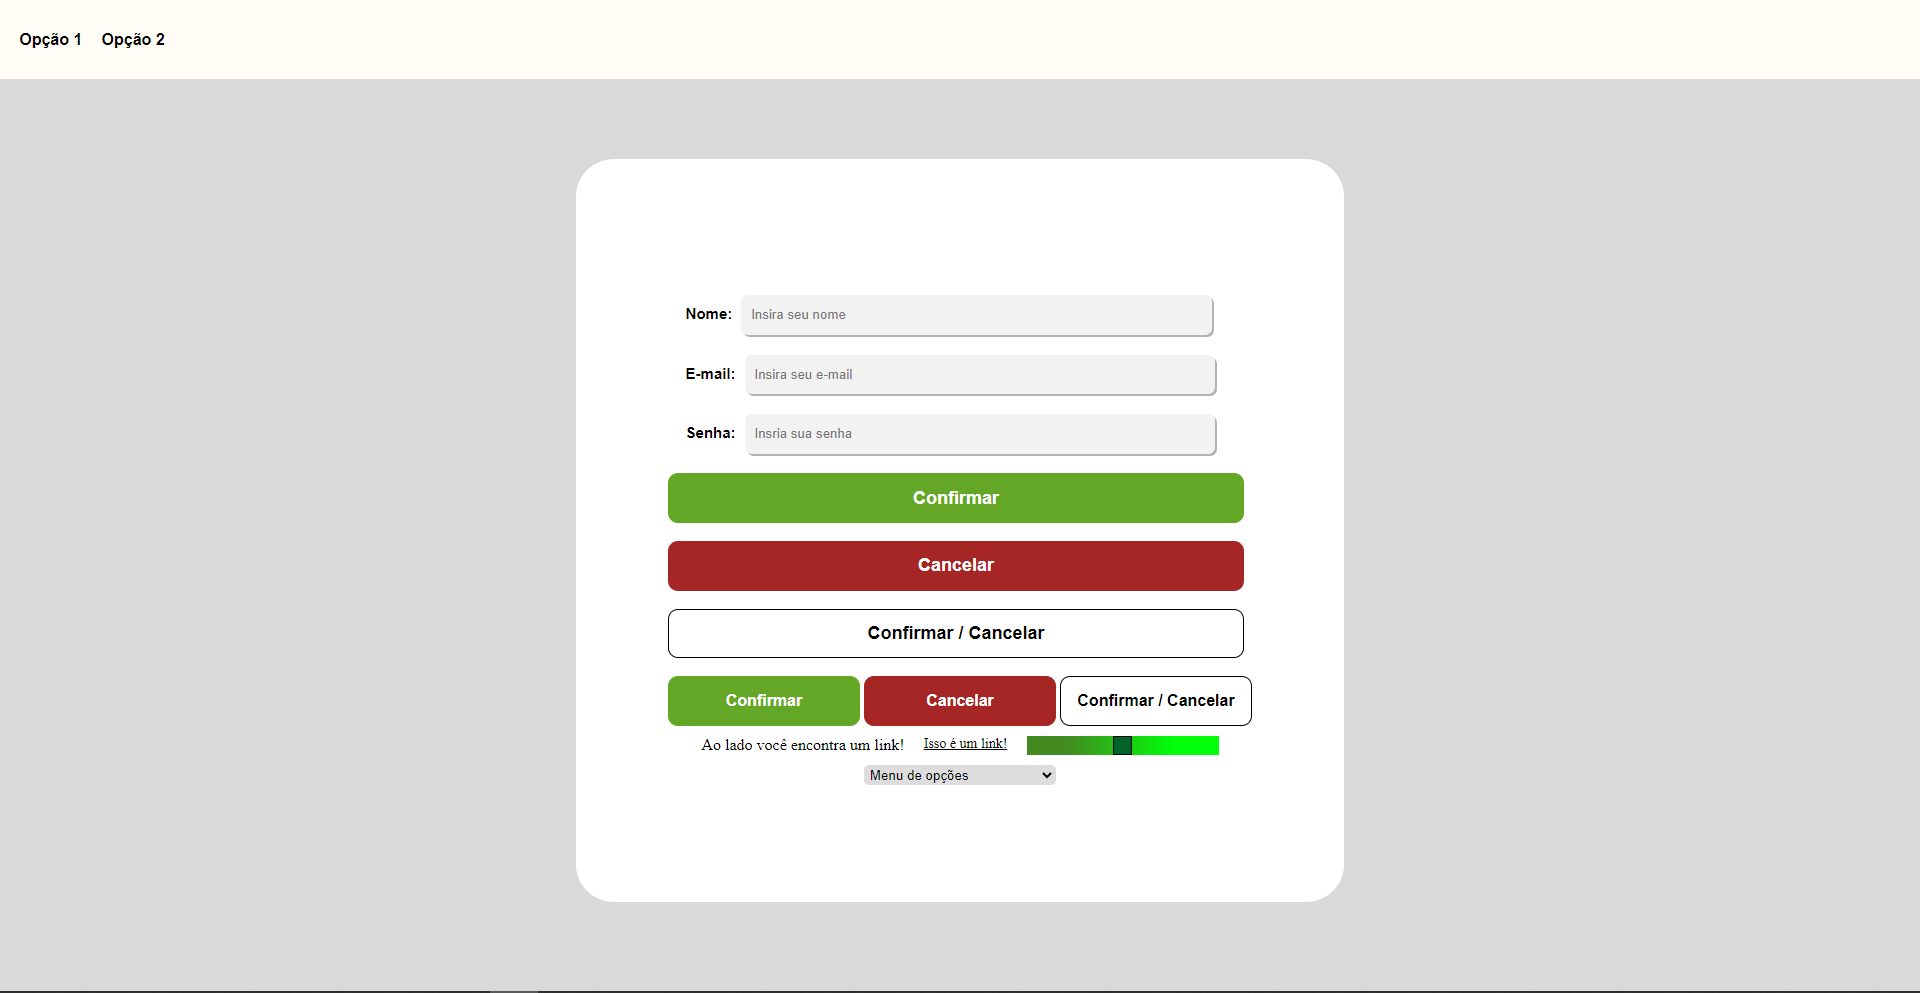 Opção 1 Opção 2
Nome: Insira seu nome
E-mail: Insira seu e-mail
Senha: Insria sua senha
Confirmar
Cancelar
Confirmar / Cancelar
Confirmar Cancelar Confirmar / Cancelar
Ao lado você encontra um link! Isso é um link!
Menu de opções